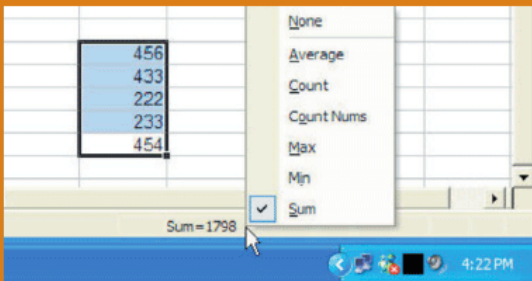 None
456
Average
433
Count
222
Count Nums
233
Max
454
Min
Sum
Sum=1798
4:22 PM